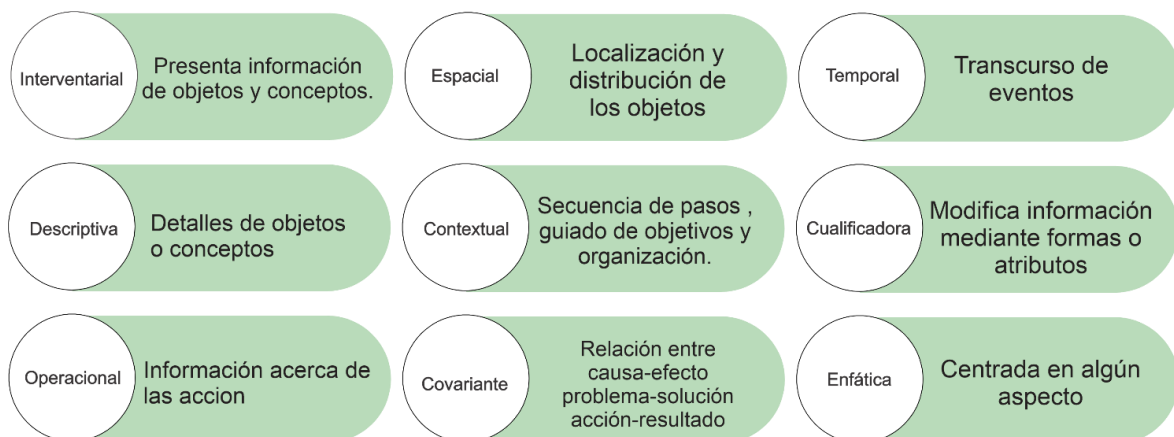 Interventarial
Presenta información
de objetos y conceptos.
Espacial
Localización y
distribución de
los objetos
Temporal
Transcurso de
eventos
Descriptiva
Detalles de objetos
o conceptos
Contextual
Secuencia de pasos ,
guiado de objetivos y
organización.
Cualificadora
Modifica información
mediante formas o
atributos
Operacional
Información acerca de
las accion
Covariante
Relación entre
causa-efecto
problema-solución
acción-resultado
Enfática
Centrada en algún
aspecto